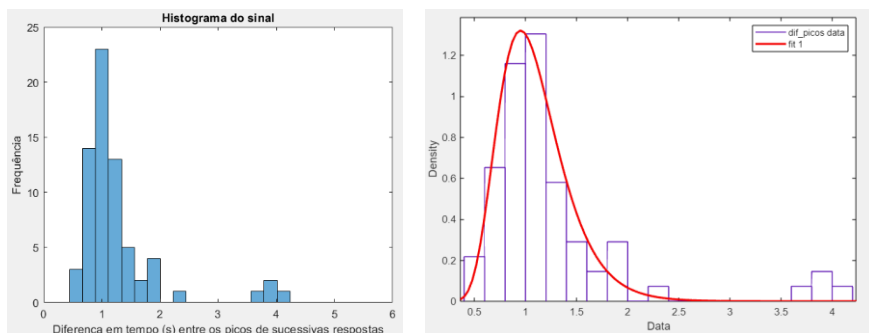 Histograma do sinal
25
20
15
10
5
0
Frequência
0 1 2 3 4 5 6
Diferença em tempo (s) entre os picos de sucessivas respostas
dif_picos data
fit 1
1.2
1
0.8
0.6
0.4
0.2
0
Density
0.5 1 1.5 2 2.5 3 3.5 4
Data